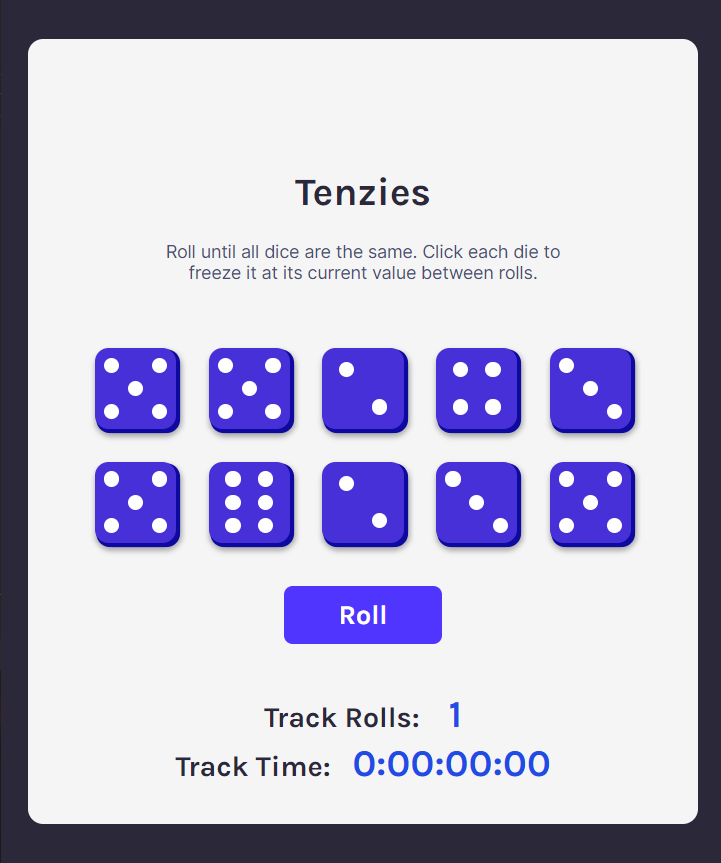 Tenzies
Roll until all dice are the same. Click each die to
freeze it at its current value between rolls.
Roll
Track Rolls: 1
Track Time: 0:00:00:00